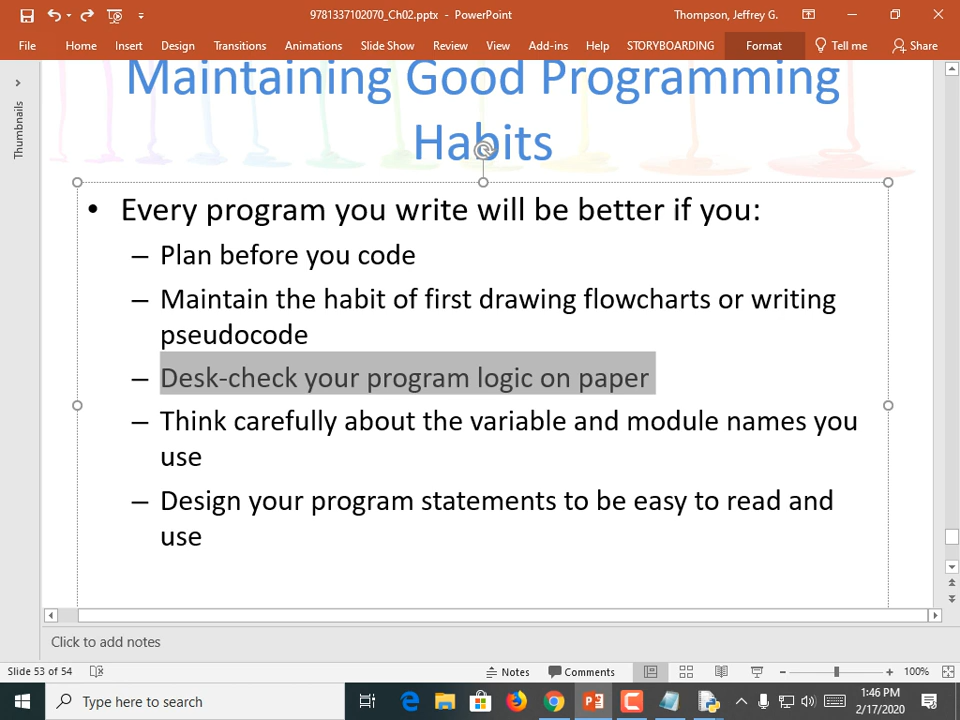 9781337102070_Ch02.pptx - PowerPoint
Thompson, Jeffrey G.
File Home Insert Design Transitions Animations Slide Show Review View Add-ins Help STORYBOARDING Format Tell me Share
Thumbnails
Maintaining Good Programming
Habits
• Every program you write will be better if you:
– Plan before you code
– Maintain the habit of first drawing flowcharts or writing
pseudocode
– Desk-check your program logic on paper
– Think carefully about the variable and module names you
use
– Design your program statements to be easy to read and
use
Click to add notes
Slide 53 of 54
Notes
Comments
100%
Type here to search
1:46 PM
2/17/2020